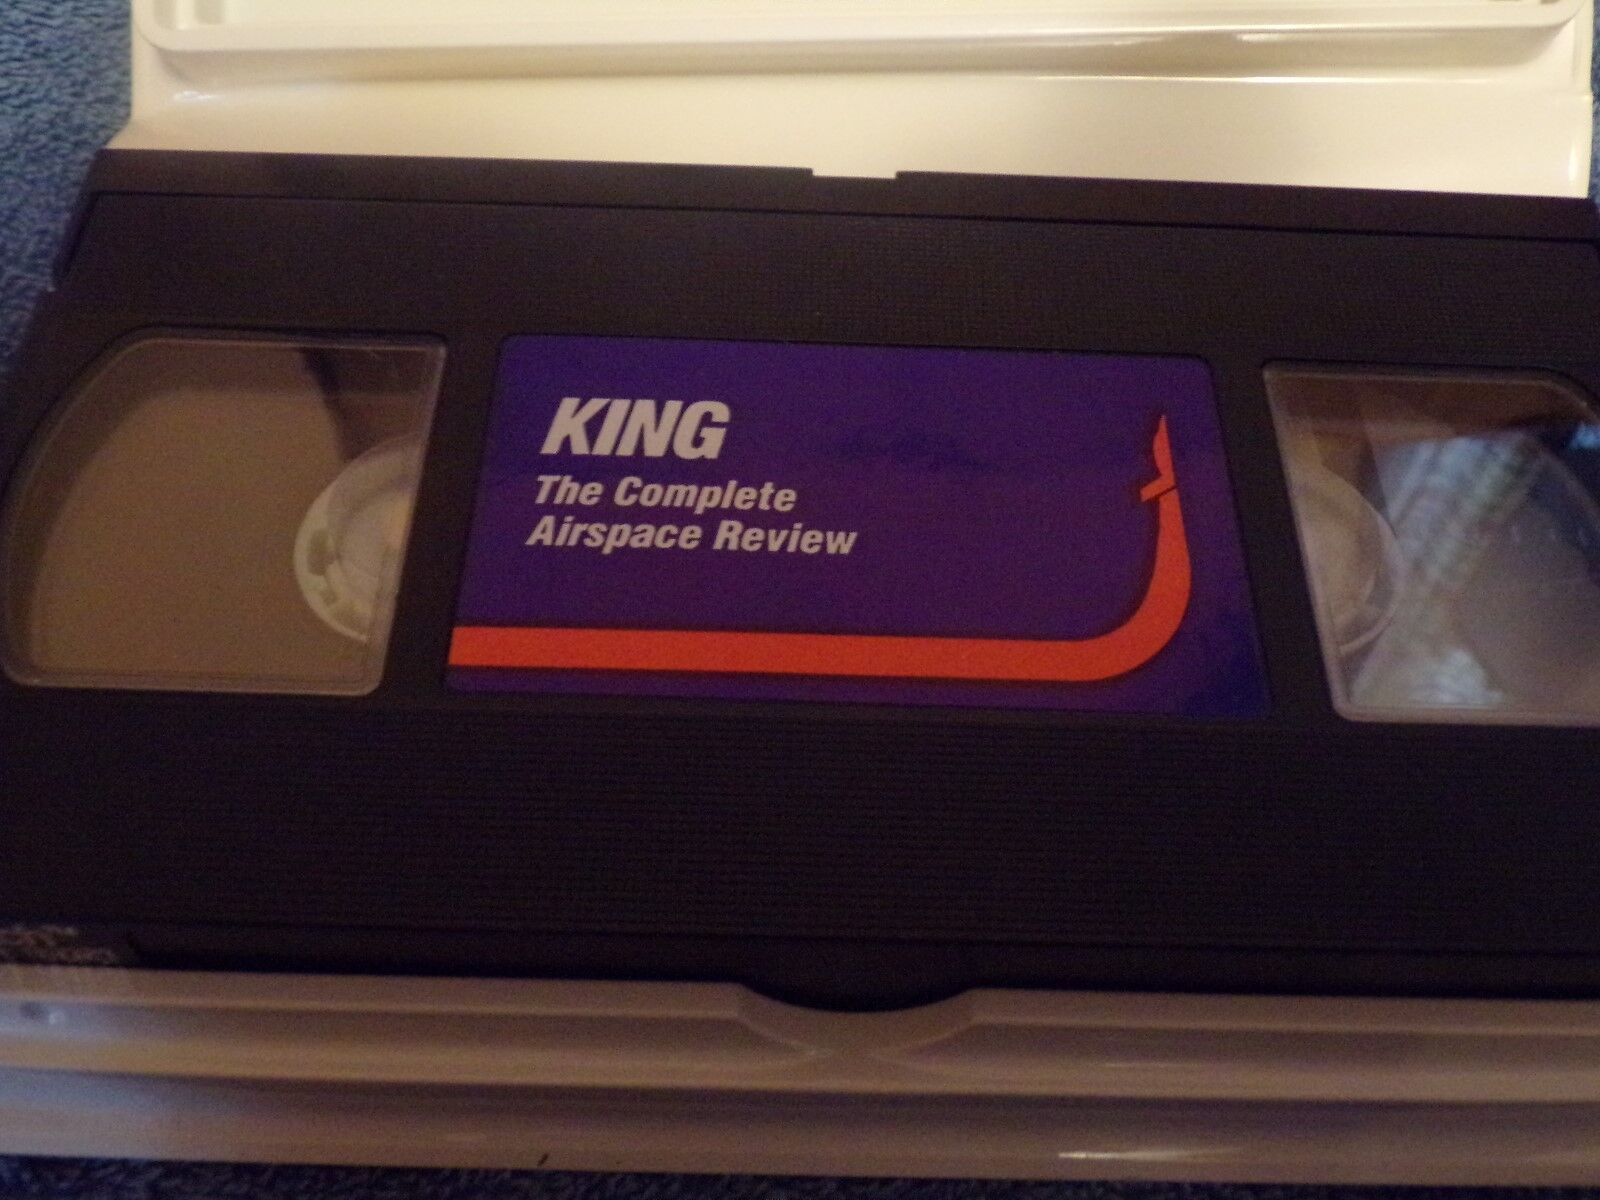 KING
The Complete
Airspace Review